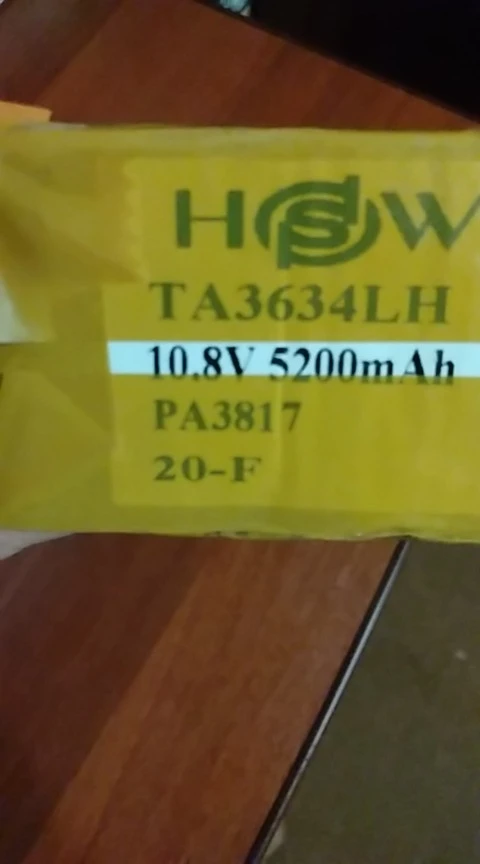 HSW
TA3634LH
10.8V 5200mAh
PA3817
20-F